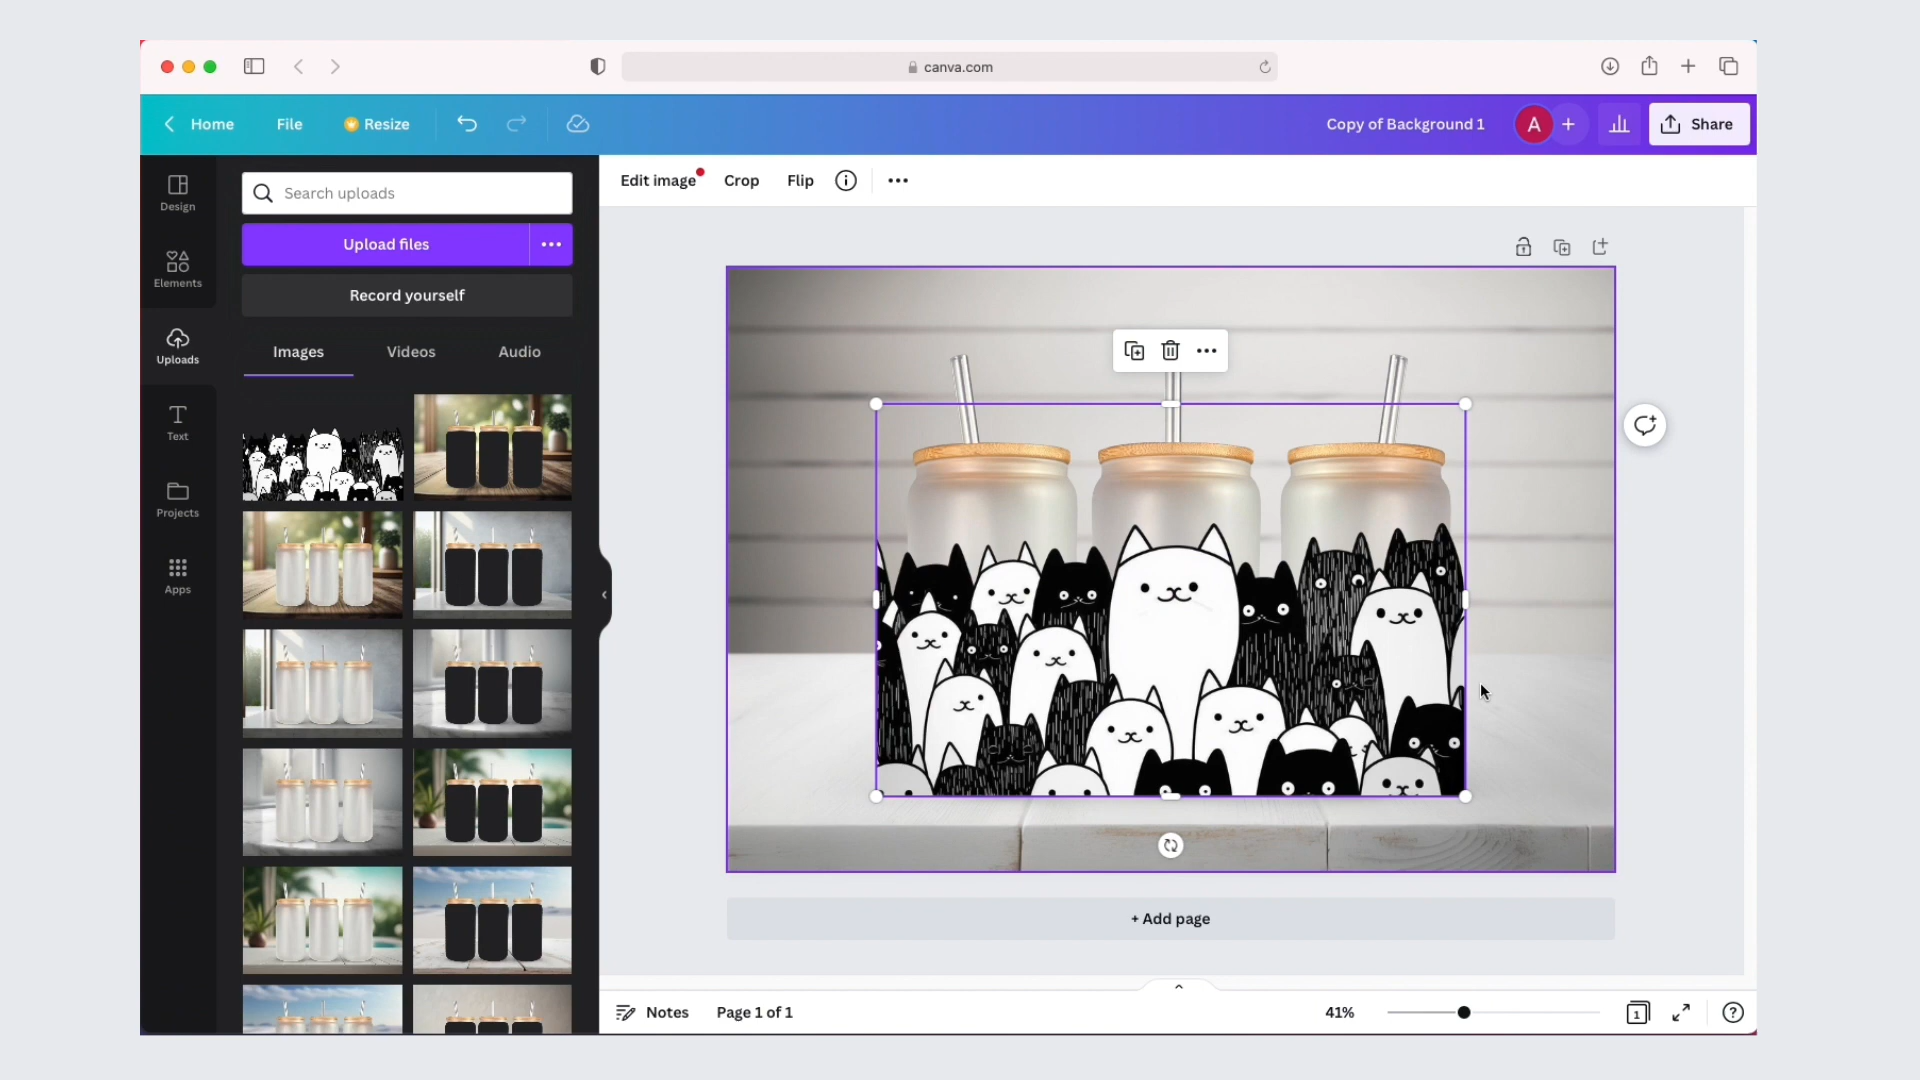 canva.com
Home
File
Resize
Copy of Background 1
A
Share
Design
Elements
Uploads
Text
Projects
Apps
Search uploads
Upload files
Record yourself
Images
Videos
Audio
Edit image
Crop
Flip
+ Add page
Notes
Page 1 of 1
41%
1